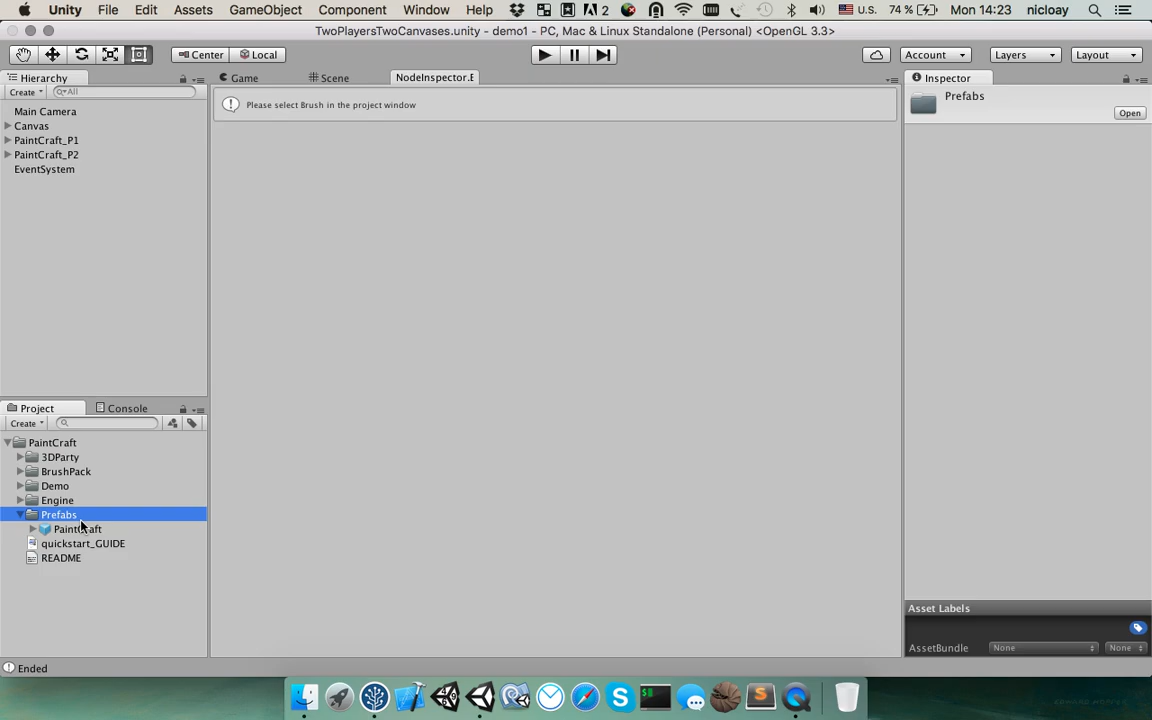 Unity File Edit Assets GameObject Component Window Help 2 U.S. 74 % Mon 14:23 nicloay
TwoPlayersTwoCanvases.unity - demo1 - PC, Mac & Linux Standalone (Personal) <OpenGL 3.3>
Center Local Account Layers Layout
Hierarchy Game Scene NodeInspector.E Inspector
Create All
Please select Brush in the project window
Prefabs
Open
Main Camera
Canvas
PaintCraft_P1
PaintCraft_P2
EventSystem
Project Console
Create
PaintCraft
3DParty
BrushPack
Demo
Engine
Prefabs
PaintCraft
quickstart_GUIDE
README
Asset Labels
AssetBundle None None
Ended